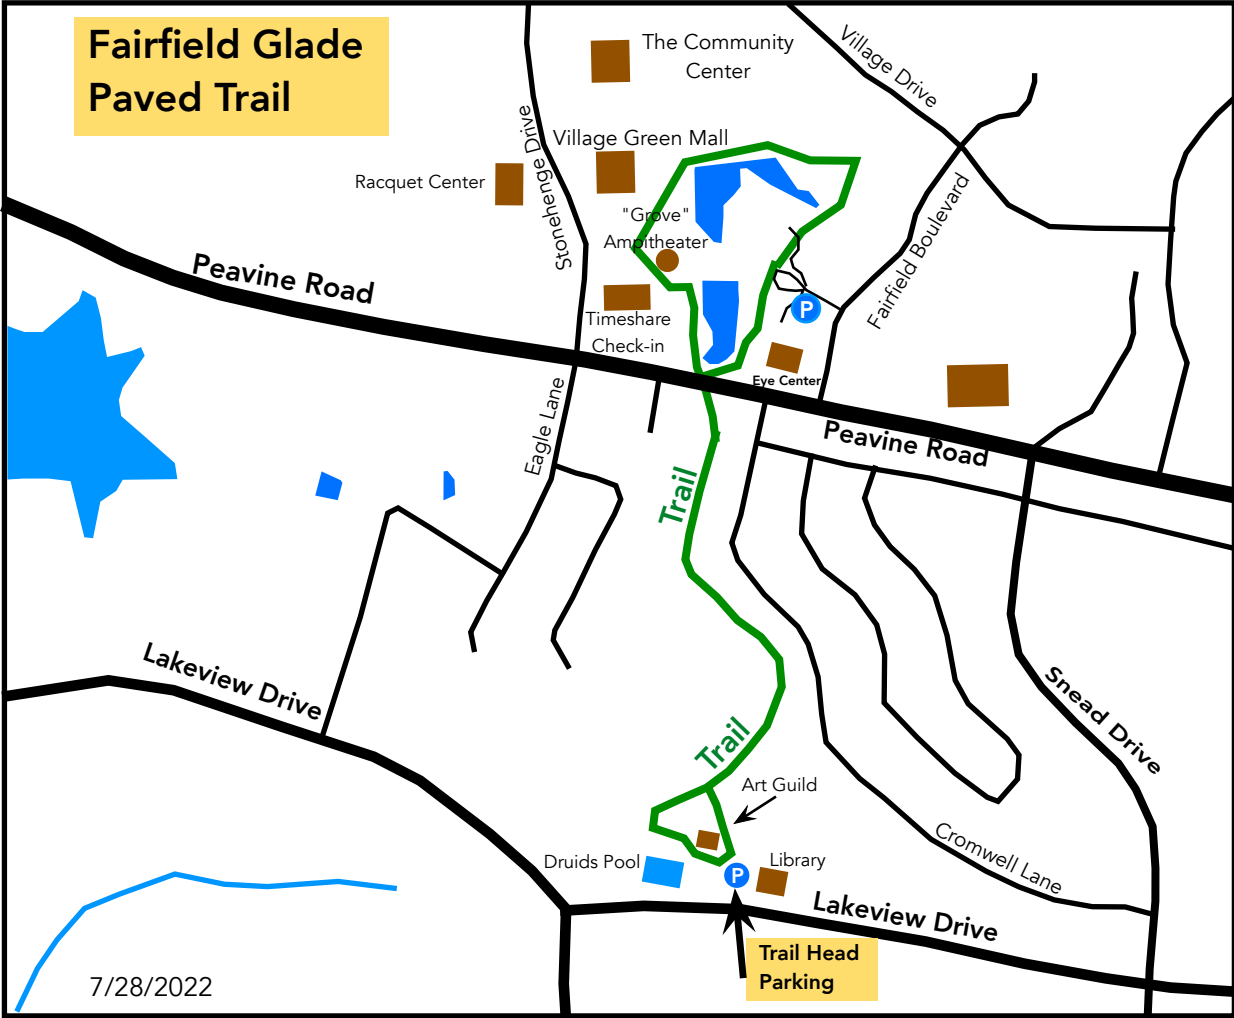 Fairfield Glade
Paved Trail
The Community
Center
Village Drive
Stonehenge Drive
Village Green Mall
Racquet Center
"Grove"
Ampitheater
Fairfield Boulevard
Peavine Road
P
Timeshare
Check-in
Eye Center
Eagle Lane
Peavine Road
Trail
Lakeview Drive
Snead Drive
Trail
Art Guild
Cromwell Lane
Druids Pool
P
Library
Lakeview Drive
Trail Head
Parking
7/28/2022